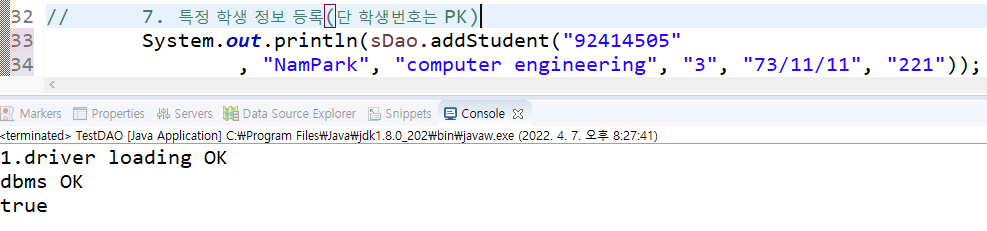 32 //      7. 특정 학생 정보 등록(단 학생번호는 PK)
33         System.out.println(sDao.addStudent("92414505"
34                 , "NamPark", "computer engineering", "3", "73/11/11", "221"));
Markers Properties Servers Data Source Explorer Snippets Console
<terminated> TestDAO [Java Application] C:₩Program Files₩Java₩jdk1.8.0_202₩bin₩javaw.exe (2022. 4. 7. 오후 8:27:41)
1.driver loading OK
dbms OK
true